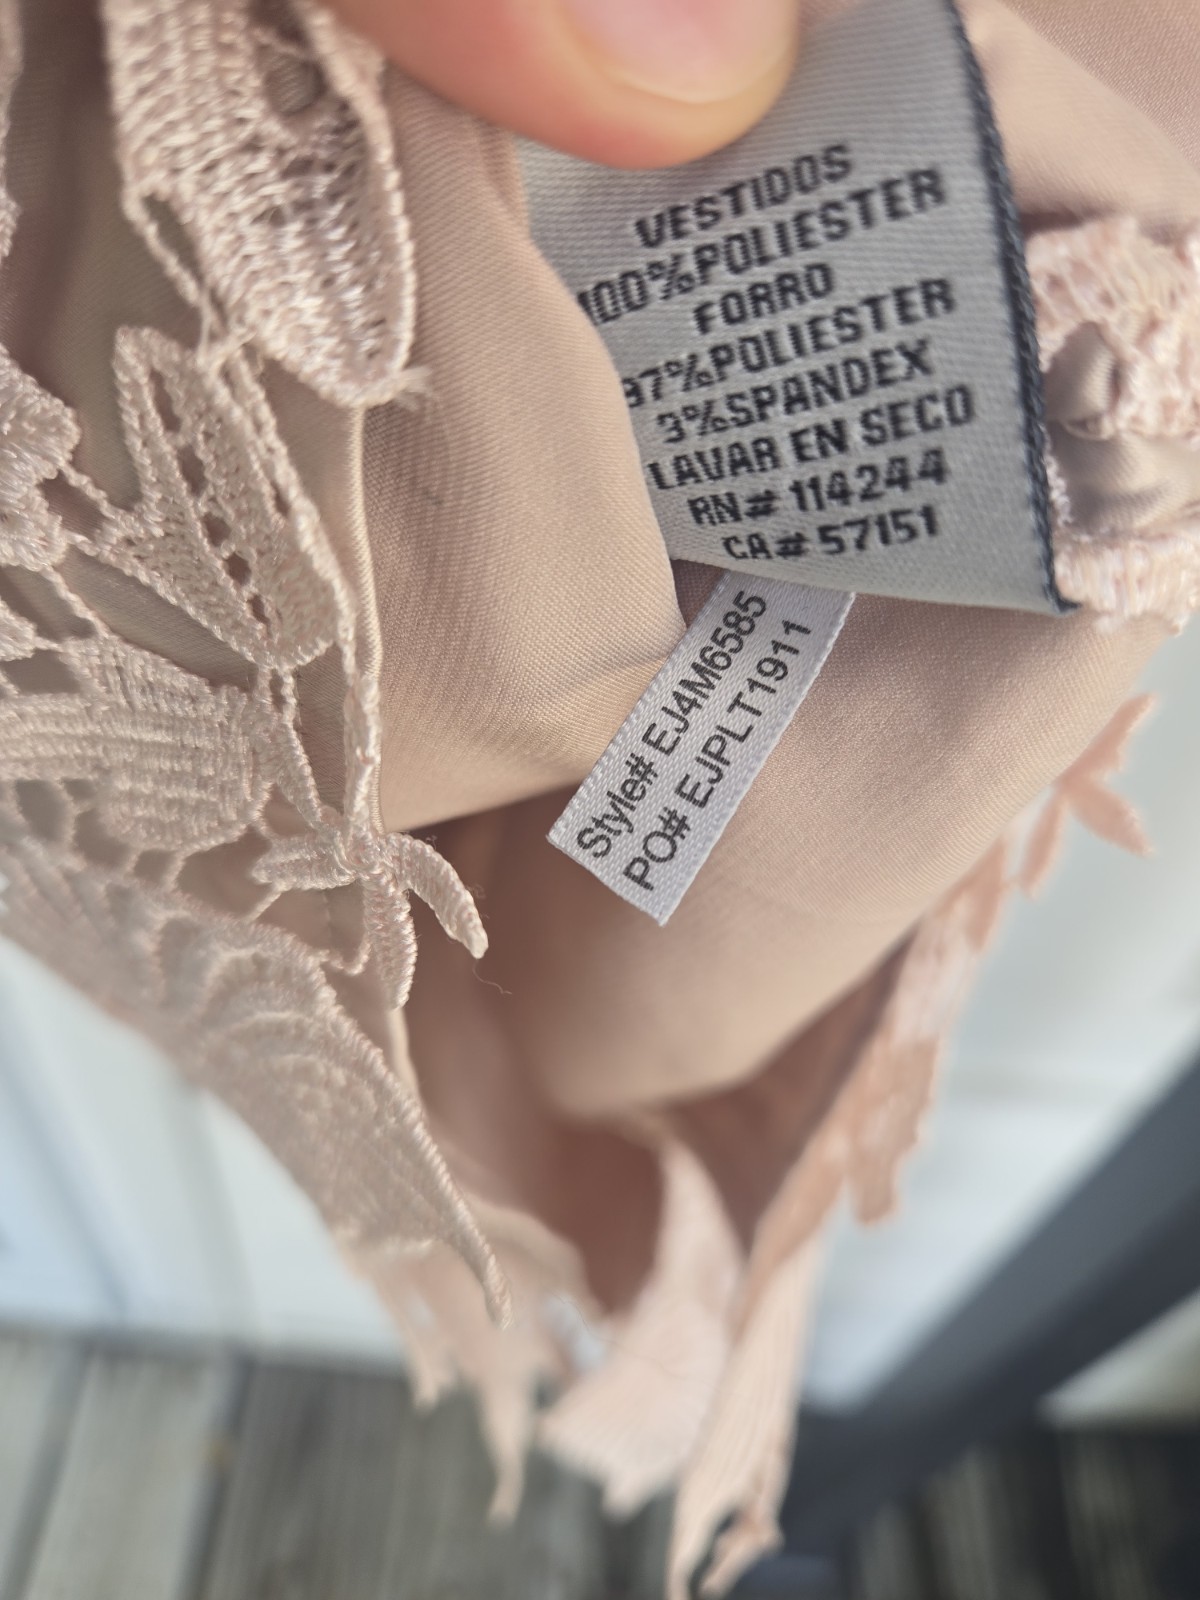 VESTIDOS
100%POLIESTER
FORRO
97%POLIESTER
3%SPANDEX
LAVAR EN SECO
RN# 114244
CA# 57151
Style# EJ4M6585
PO# EJPLT1911